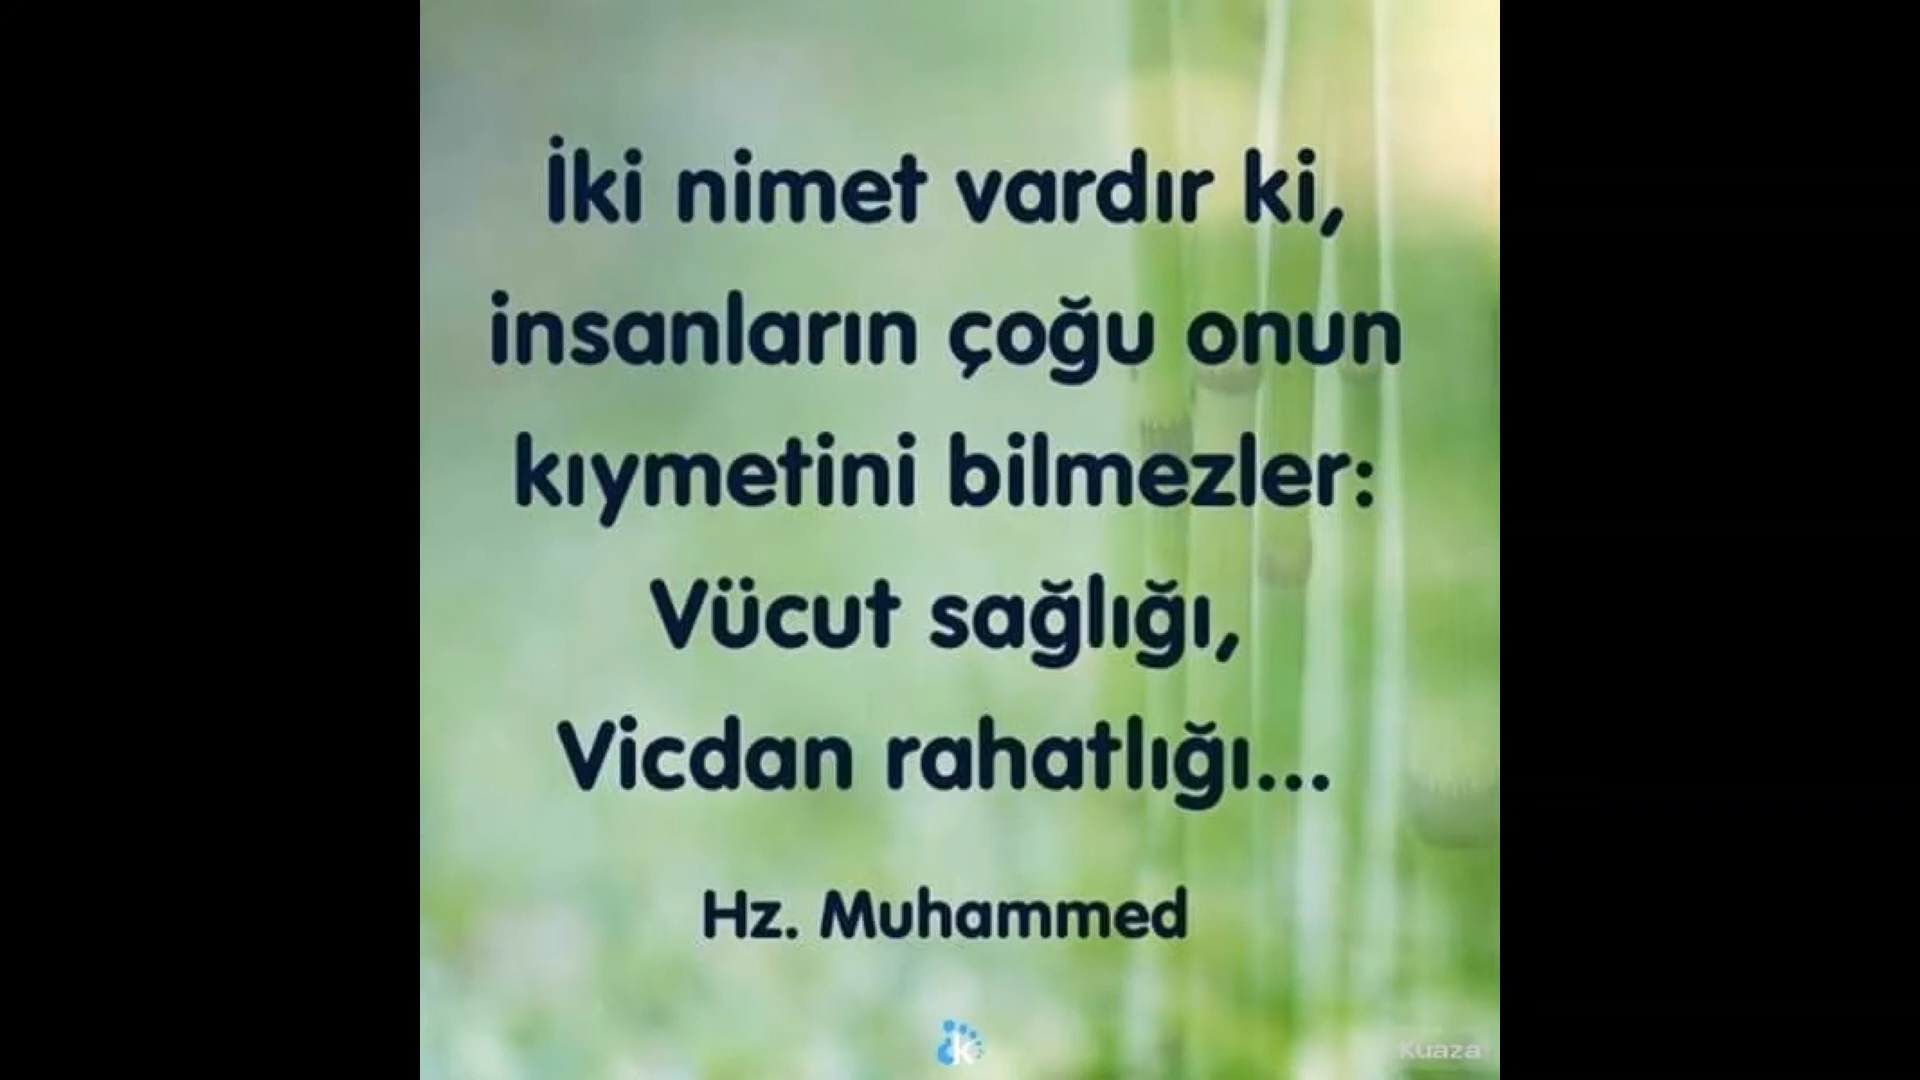 İki nimet vardır ki,
insanların çoğu onun
kıymetini bilmezler:
Vücut sağlığı,
Vicdan rahatlığı...
Hz. Muhammed
k
Kuaza